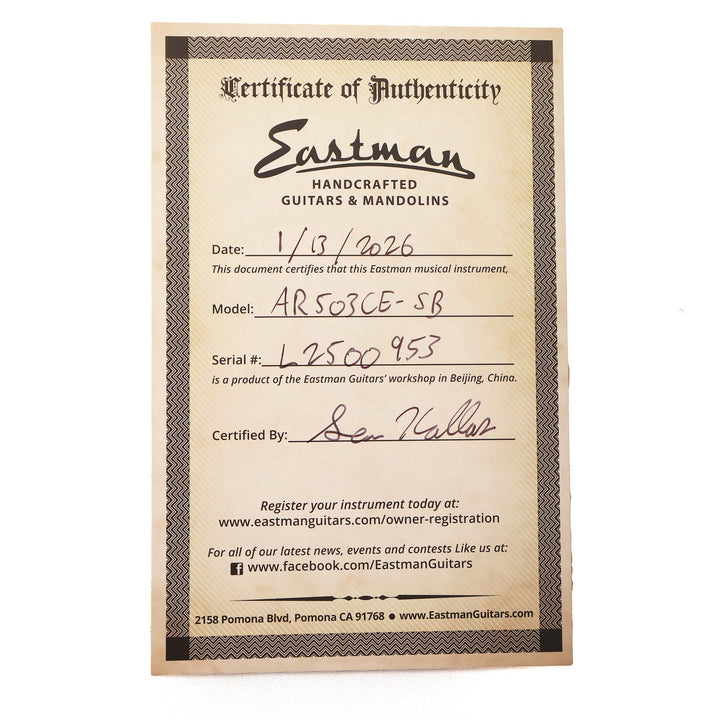 Certificate of Authenticity
Eastman
HANDCRAFTED
GUITARS & MANDOLINS
Date: 1/13/2026
This document certifies that this Eastman musical instrument,
Model: AR503CE-SB
Serial #: L2500953
is a product of the Eastman Guitars' workshop in Beijing, China.
Certified By:
Register your instrument today at:
www.eastmanguitars.com/owner-registration
For all of our latest news, events and contests Like us at:
f www.facebook.com/EastmanGuitars
2158 Pomona Blvd, Pomona CA 91768 ● www.EastmanGuitars.com